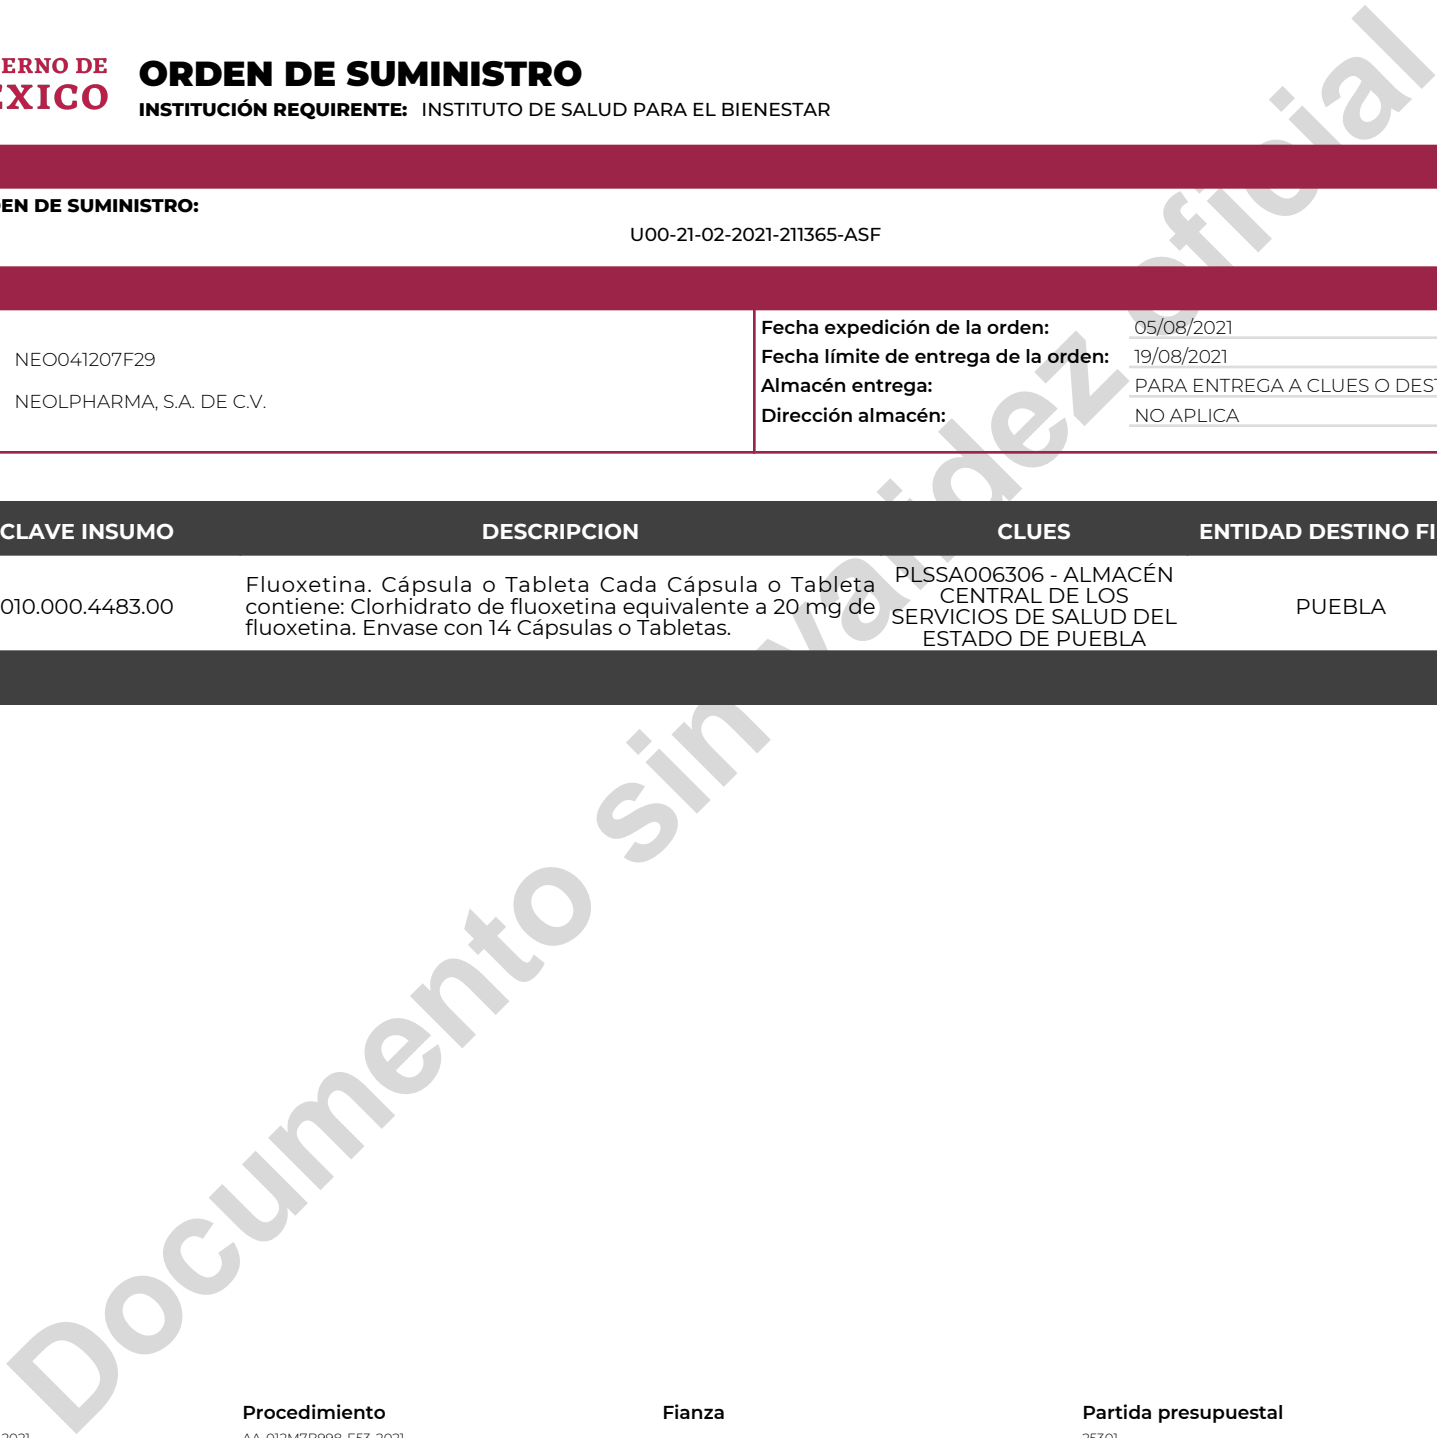 ERNO DE
ÉXICO
ORDEN DE SUMINISTRO
INSTITUCIÓN REQUIRENTE: INSTITUTO DE SALUD PARA EL BIENESTAR
EN DE SUMINISTRO:
U00-21-02-2021-211365-ASF
NEO041207F29
NEOLPHARMA, S.A. DE C.V.
Fecha expedición de la orden: 05/08/2021
Fecha límite de entrega de la orden: 19/08/2021
Almacén entrega: PARA ENTREGA A CLUES O DEST
Dirección almacén: NO APLICA
CLAVE INSUMO DESCRIPCION CLUES ENTIDAD DESTINO FI
010.000.4483.00
Fluoxetina. Cápsula o Tableta Cada Cápsula o Tableta
contiene: Clorhidrato de fluoxetina equivalente a 20 mg de
fluoxetina. Envase con 14 Cápsulas o Tabletas.
PLSSA006306 - ALMACÉN
CENTRAL DE LOS
SERVICIOS DE SALUD DEL
ESTADO DE PUEBLA
PUEBLA
Documento sin validez oficial
Procedimiento Fianza Partida presupuestal